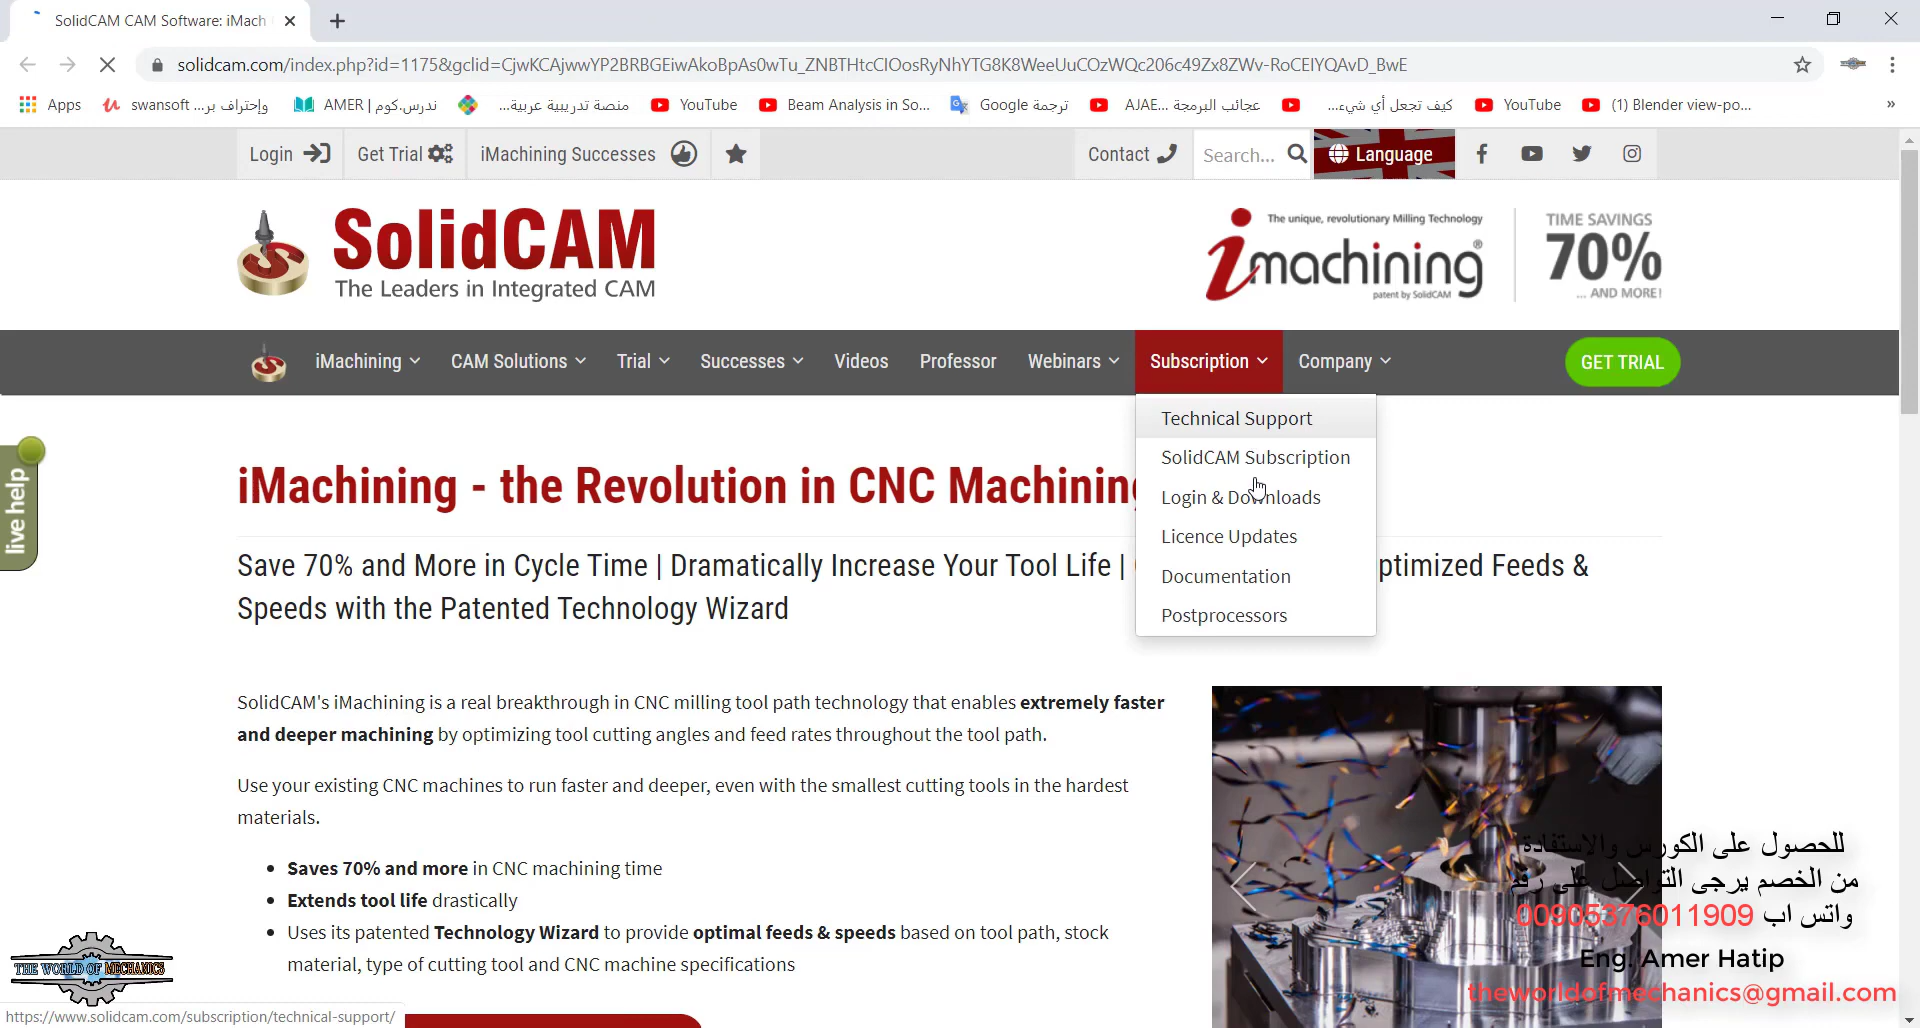 SolidCAM CAM Software: iMach
solidcam.com/index.php?id=1175&gclid=CjwKCAjwwYP2BRBGEiwAkoBpAs0wTu_ZNBTHtcCIOosRyNhYTG8K8WeeUuCOzWQc206c49Zx8ZWv-RoCEIYQAvD_BwE
Apps
swansoft وإحتراف بر...
AMER | ندرس.كوم
منصة تدريبية عربية...
YouTube
Beam Analysis in So...
ترجمة Google
عجائب البرمجة AJAE...
كيف تجعل أي شيء...
YouTube
(1) Blender view-po...
»
Login
Get Trial
iMachining Successes
Contact
Search...
Language
SolidCAM
The Leaders in Integrated CAM
The unique, revolutionary Milling Technology
imachining®
patent by SolidCAM
TIME SAVINGS
70%
... AND MORE!
iMachining
CAM Solutions
Trial
Successes
Videos
Professor
Webinars
Subscription
Company
GET TRIAL
Technical Support
SolidCAM Subscription
Login & Downloads
Licence Updates
Documentation
Postprocessors
live help
iMachining - the Revolution in CNC Machining
Save 70% and More in Cycle Time | Dramatically Increase Your Tool Life | ptimized Feeds &
Speeds with the Patented Technology Wizard
SolidCAM's iMachining is a real breakthrough in CNC milling tool path technology that enables extremely faster
and deeper machining by optimizing tool cutting angles and feed rates throughout the tool path.
Use your existing CNC machines to run faster and deeper, even with the smallest cutting tools in the hardest
materials.
• Saves 70% and more in CNC machining time
• Extends tool life drastically
• Uses its patented Technology Wizard to provide optimal feeds & speeds based on tool path, stock
material, type of cutting tool and CNC machine specifications
للحصول على الكورس والاستفادة
من الخصم يرجى التواصل على رقم
واتس اب 00905376011909
Eng. Amer Hatip
theworldofmechanics@gmail.com
THE WORLD OF MECHANICS
https://www.solidcam.com/subscription/technical-support/